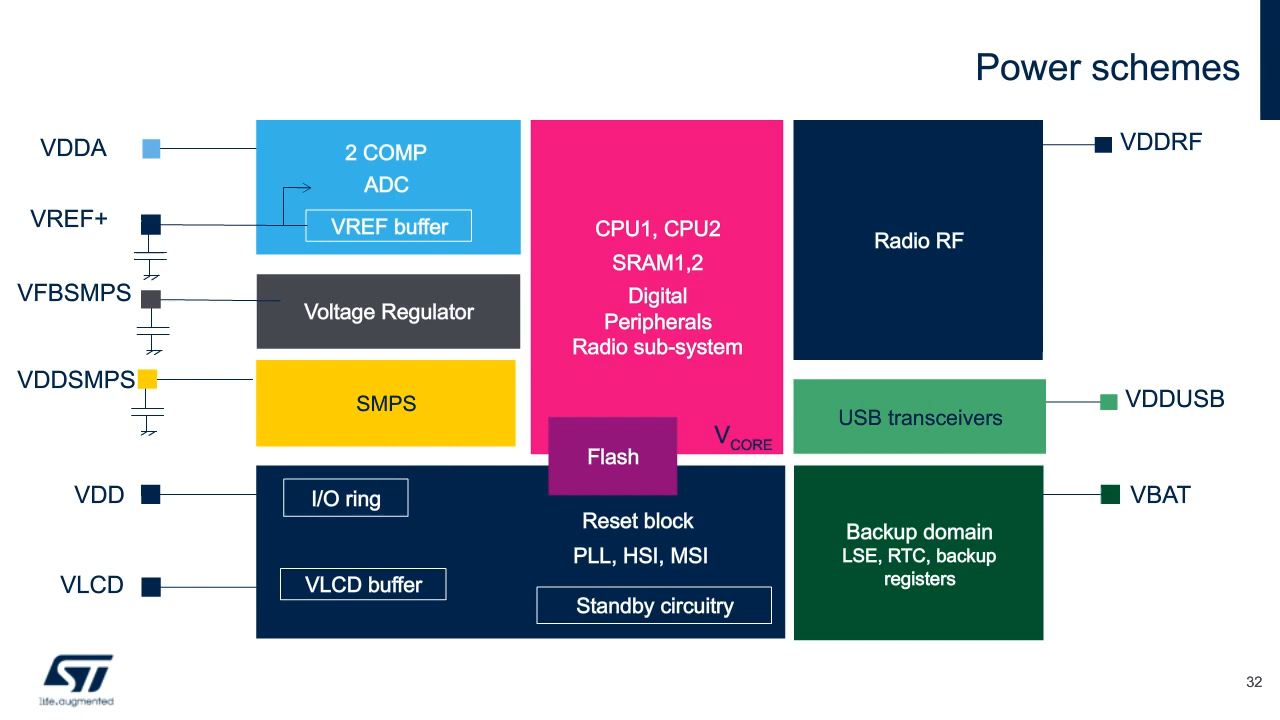 Power schemes
VDDA
2 COMP
ADC
VREF+
VREF buffer
VFBSMPS
Voltage Regulator
VDDSMPS
SMPS
CPU1, CPU2
SRAM1,2
Digital
Peripherals
Radio sub-system
VCORE
Flash
Radio RF
VDDRF
USB transceivers
VDDUSB
VDD
I/O ring
VLCD
VLCD buffer
Reset block
PLL, HSI, MSI
Standby circuitry
Backup domain
LSE, RTC, backup
registers
VBAT
ST
life.augmented
32